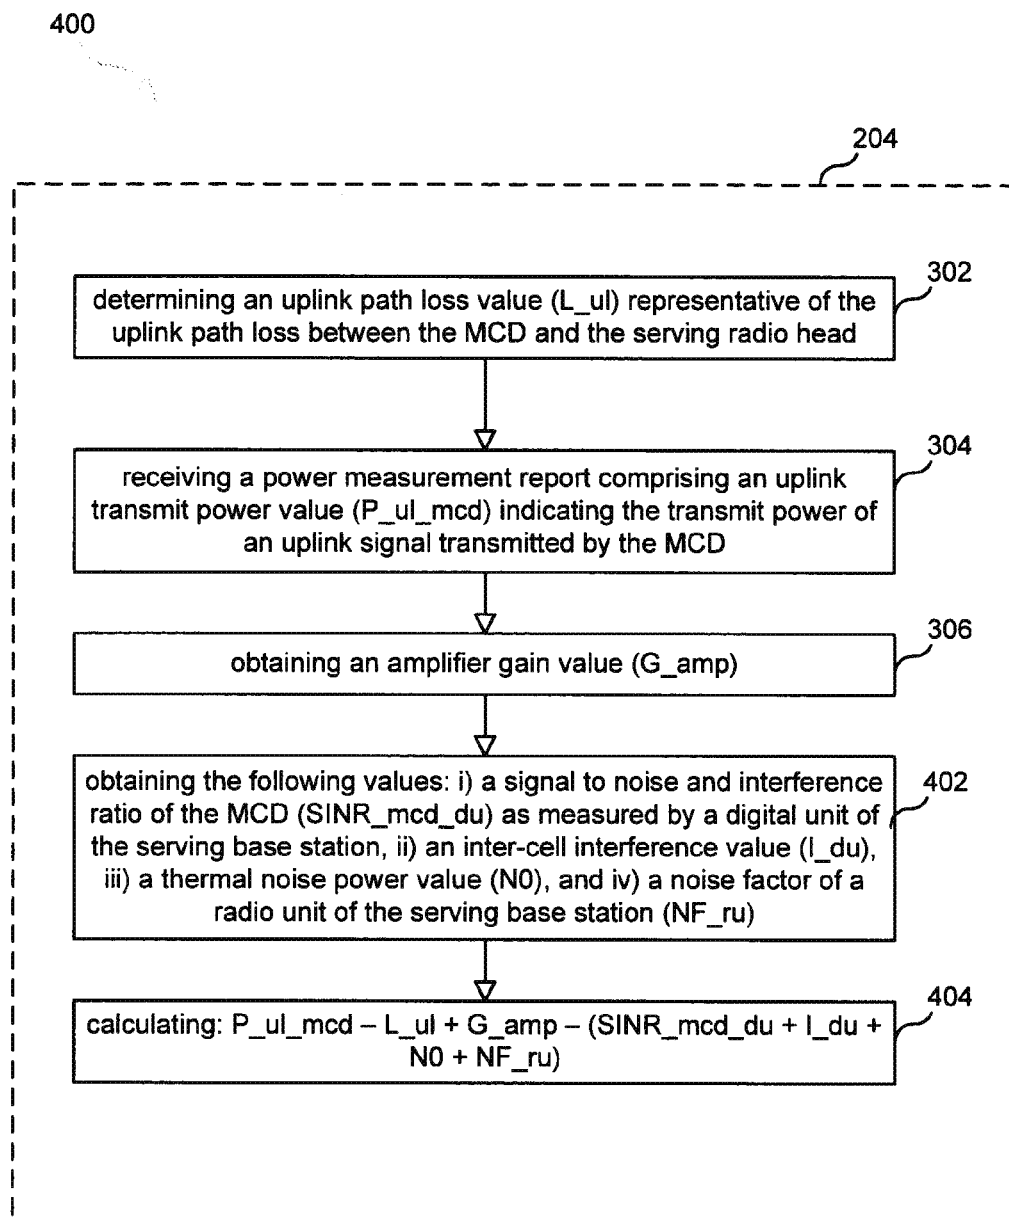 400
204
302
determining an uplink path loss value (L_ul) representative of the
uplink path loss between the MCD and the serving radio head
304
receiving a power measurement report comprising an uplink
transmit power value (P_ul_mcd) indicating the transmit power of
an uplink signal transmitted by the MCD
306
obtaining an amplifier gain value (G_amp)
402
obtaining the following values: i) a signal to noise and interference
ratio of the MCD (SINR_mcd_du) as measured by a digital unit of
the serving base station, ii) an inter-cell interference value (I_du),
iii) a thermal noise power value (N0), and iv) a noise factor of a
radio unit of the serving base station (NF_ru)
404
calculating: P_ul_mcd – L_ul + G_amp – (SINR_mcd_du + I_du +
N0 + NF_ru)